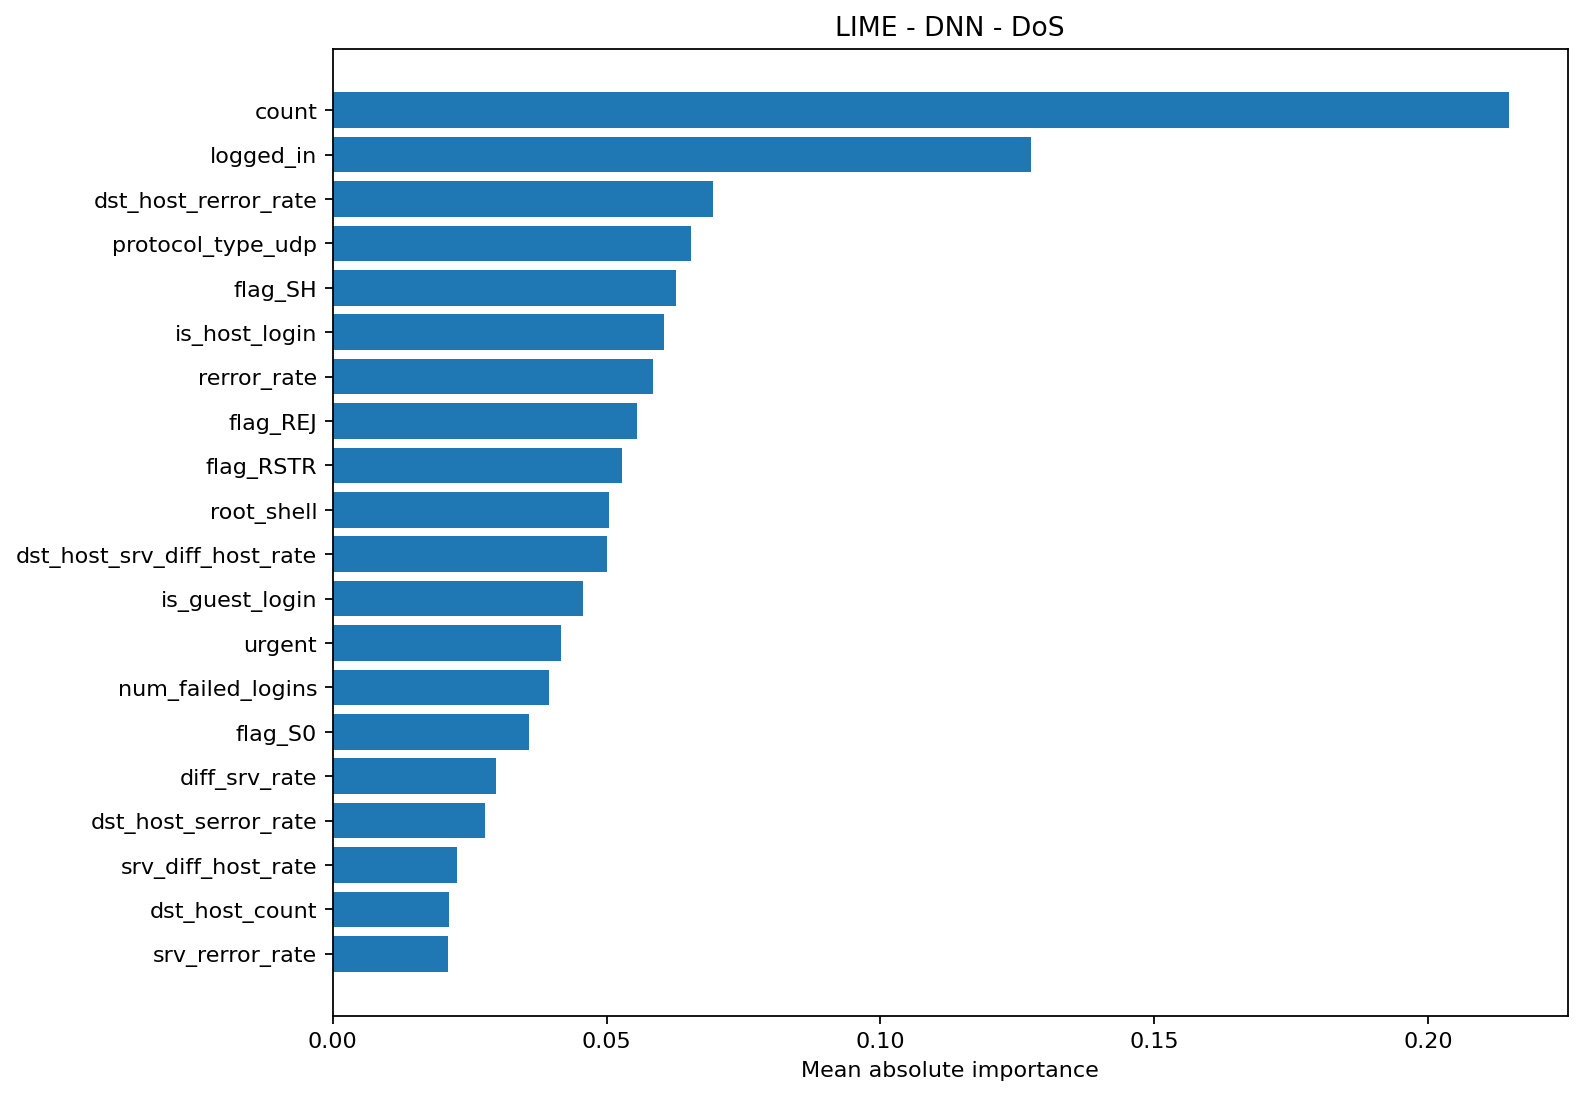 LIME - DNN - DoS
count
logged_in
dst_host_rerror_rate
protocol_type_udp
flag_SH
is_host_login
rerror_rate
flag_REJ
flag_RSTR
root_shell
dst_host_srv_diff_host_rate
is_guest_login
urgent
num_failed_logins
flag_S0
diff_srv_rate
dst_host_serror_rate
srv_diff_host_rate
dst_host_count
srv_rerror_rate
0.00 0.05 0.10 0.15 0.20
Mean absolute importance